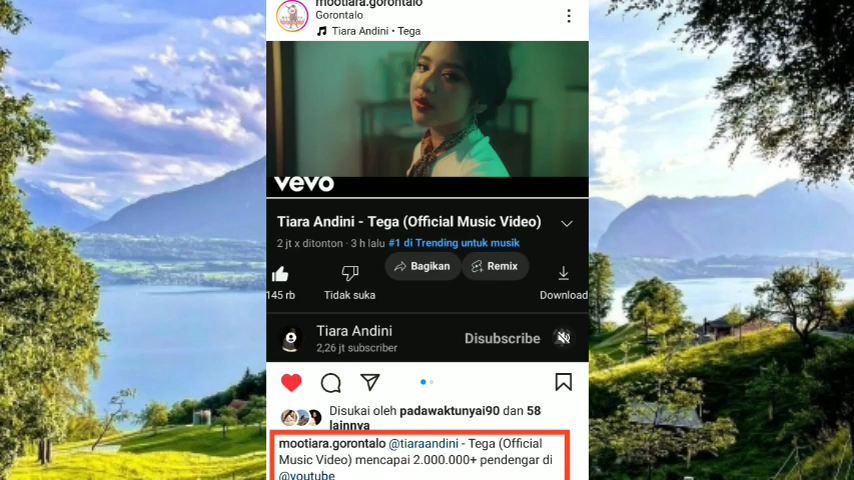 mootiara.gorontalo
Gorontalo
Tiara Andini • Tega
vevo
Tiara Andini - Tega (Official Music Video)
2 jt x ditonton · 3 h lalu #1 di Trending untuk musik
Bagikan
Remix
145 rb
Tidak suka
Download
Tiara Andini
2,26 jt subscriber
Disubscribe
Disukai oleh padawaktunyai90 dan 58
lainnya
mootiara.gorontalo @tiaraandini - Tega (Official
Music Video) mencapai 2.000.000+ pendengar di
@youtube